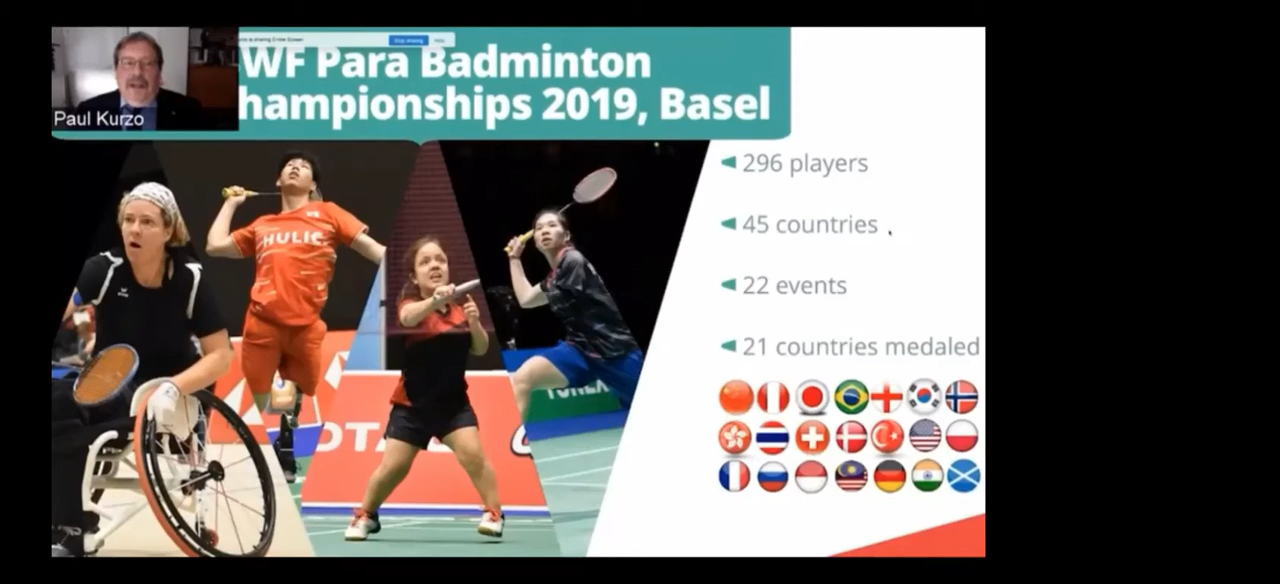 Stop sharing
WF Para Badminton
hampionships 2019, Basel
Paul Kurzo
296 players
45 countries
22 events
21 countries medaled
HULIC
TOTAL
YONEX